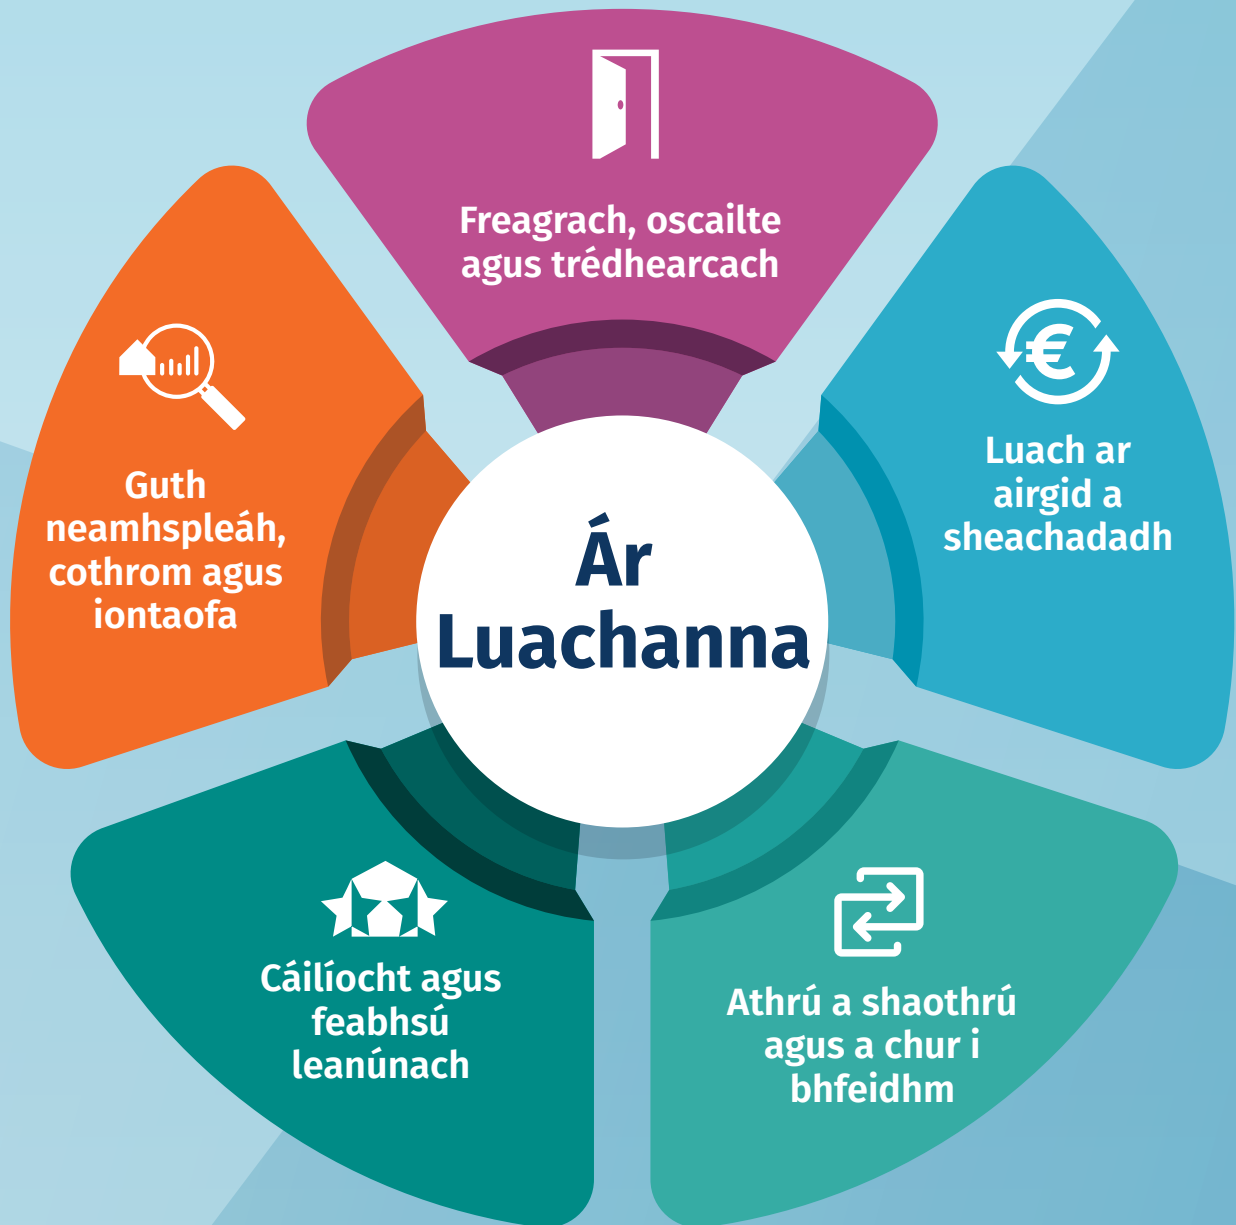 Ár
Luachanna
Freagrach, oscailte
agus trédhearcach
Luach ar
airgid a
sheachadadh
Athrú a shaothrú
agus a chur i
bhfeidhm
Cáilíocht agus
feabhsú
leanúnach
Guth
neamhspleáh,
cothrom agus
iontaofa